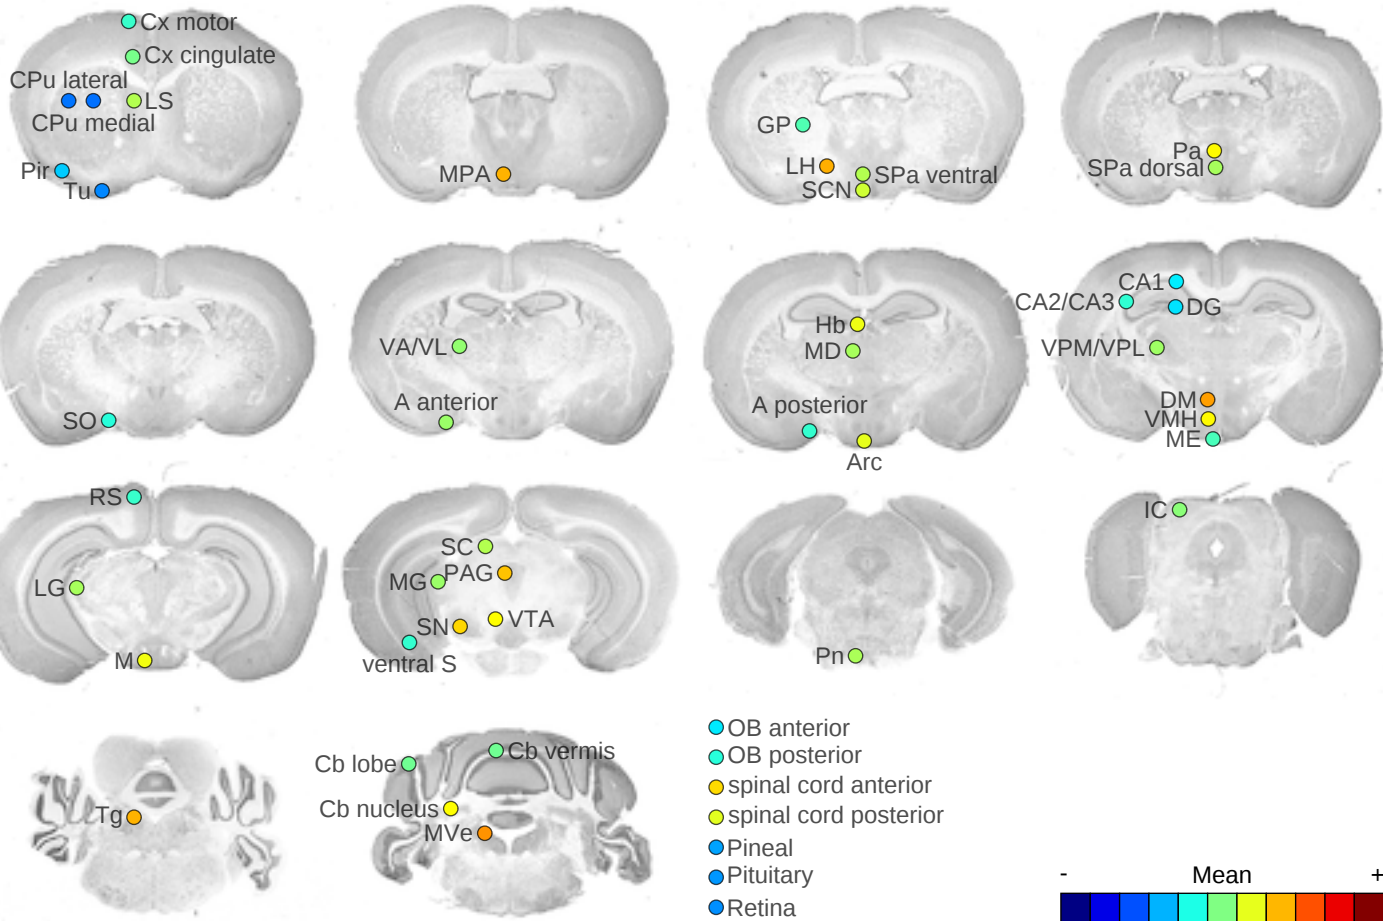 Cx motor
Cx cingulate
CPu lateral
LS
CPu medial
Pir
Tu
MPA
GP
LH
SPa ventral
SCN
Pa
SPa dorsal
SO
VA/VL
A anterior
Hb
MD
A posterior
Arc
CA1
CA2/CA3
DG
VPM/VPL
DM
VMH
ME
RS
LG
M
SC
MG
PAG
SN
VTA
ventral S
Pn
IC
Tg
Cb lobe
Cb vermis
Cb nucleus
MVe
OB anterior
OB posterior
spinal cord anterior
spinal cord posterior
Pineal
Pituitary
Retina
- Mean +